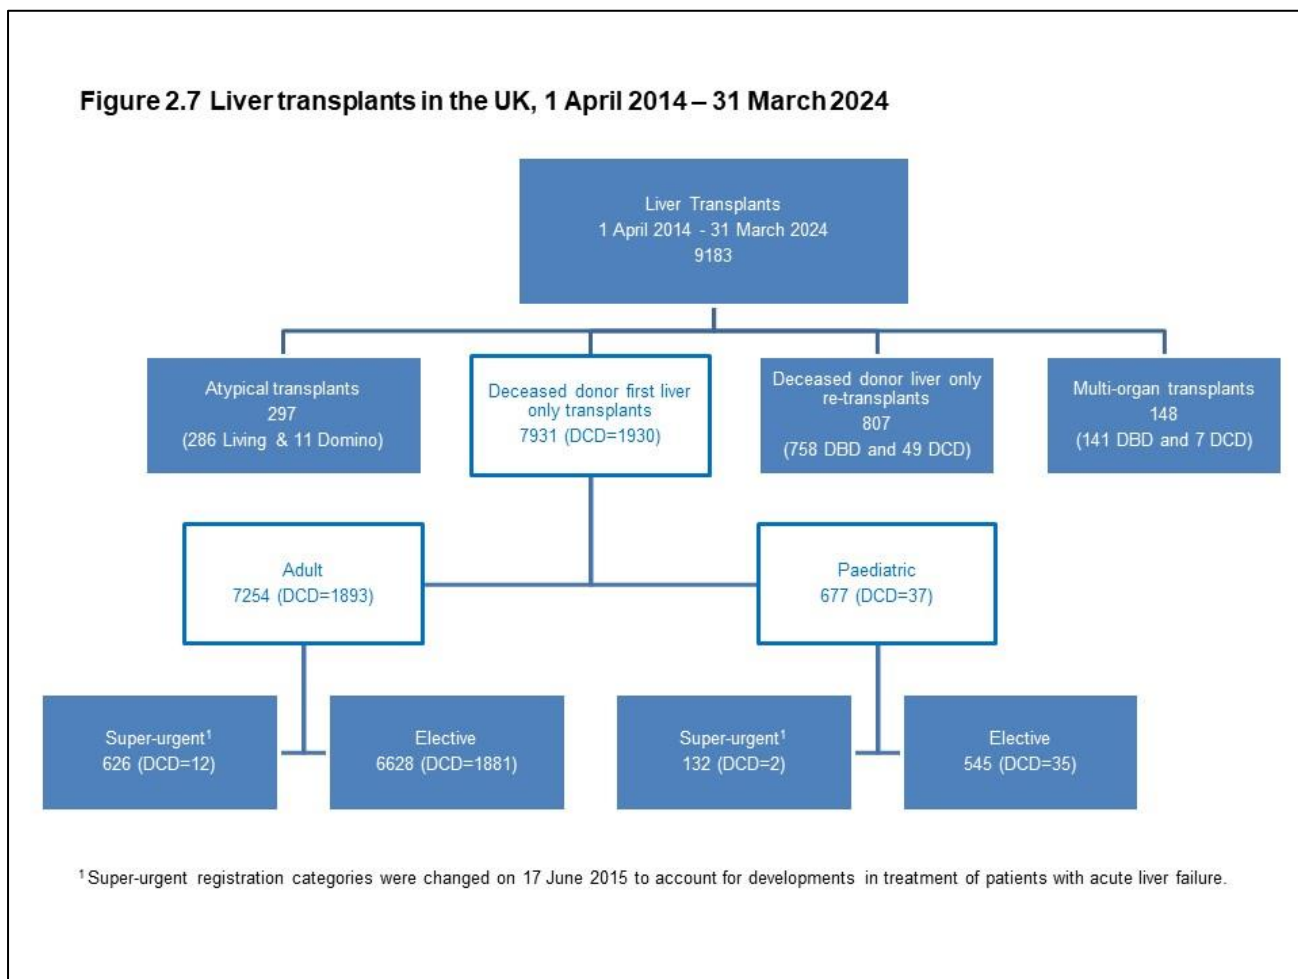 Figure 2.7 Liver transplants in the UK, 1 April 2014 – 31 March 2024
Liver Transplants
1 April 2014 - 31 March 2024
9183
Atypical transplants
297
(286 Living & 11 Domino)
Deceased donor first liver
only transplants
7931 (DCD=1930)
Deceased donor liver only
re-transplants
807
(758 DBD and 49 DCD)
Multi-organ transplants
148
(141 DBD and 7 DCD)
Adult
7254 (DCD=1893)
Paediatric
677 (DCD=37)
Super-urgent¹
626 (DCD=12)
Elective
6628 (DCD=1881)
Super-urgent¹
132 (DCD=2)
Elective
545 (DCD=35)
¹ Super-urgent registration categories were changed on 17 June 2015 to account for developments in treatment of patients with acute liver failure.